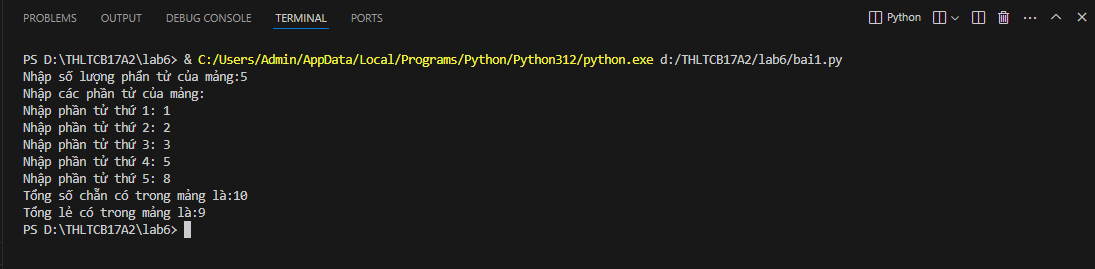 PROBLEMS OUTPUT DEBUG CONSOLE TERMINAL PORTS Python
PS D:\THLTCB17A2\lab6> & C:/Users/Admin/AppData/Local/Programs/Python/Python312/python.exe d:/THLTCB17A2/lab6/bai1.py
Nhập số lượng phần tử của mảng:5
Nhập các phần tử của mảng:
Nhập phần tử thứ 1: 1
Nhập phần tử thứ 2: 2
Nhập phần tử thứ 3: 3
Nhập phần tử thứ 4: 5
Nhập phần tử thứ 5: 8
Tổng số chẵn có trong mảng là:10
Tổng lẻ có trong mảng là:9
PS D:\THLTCB17A2\lab6>